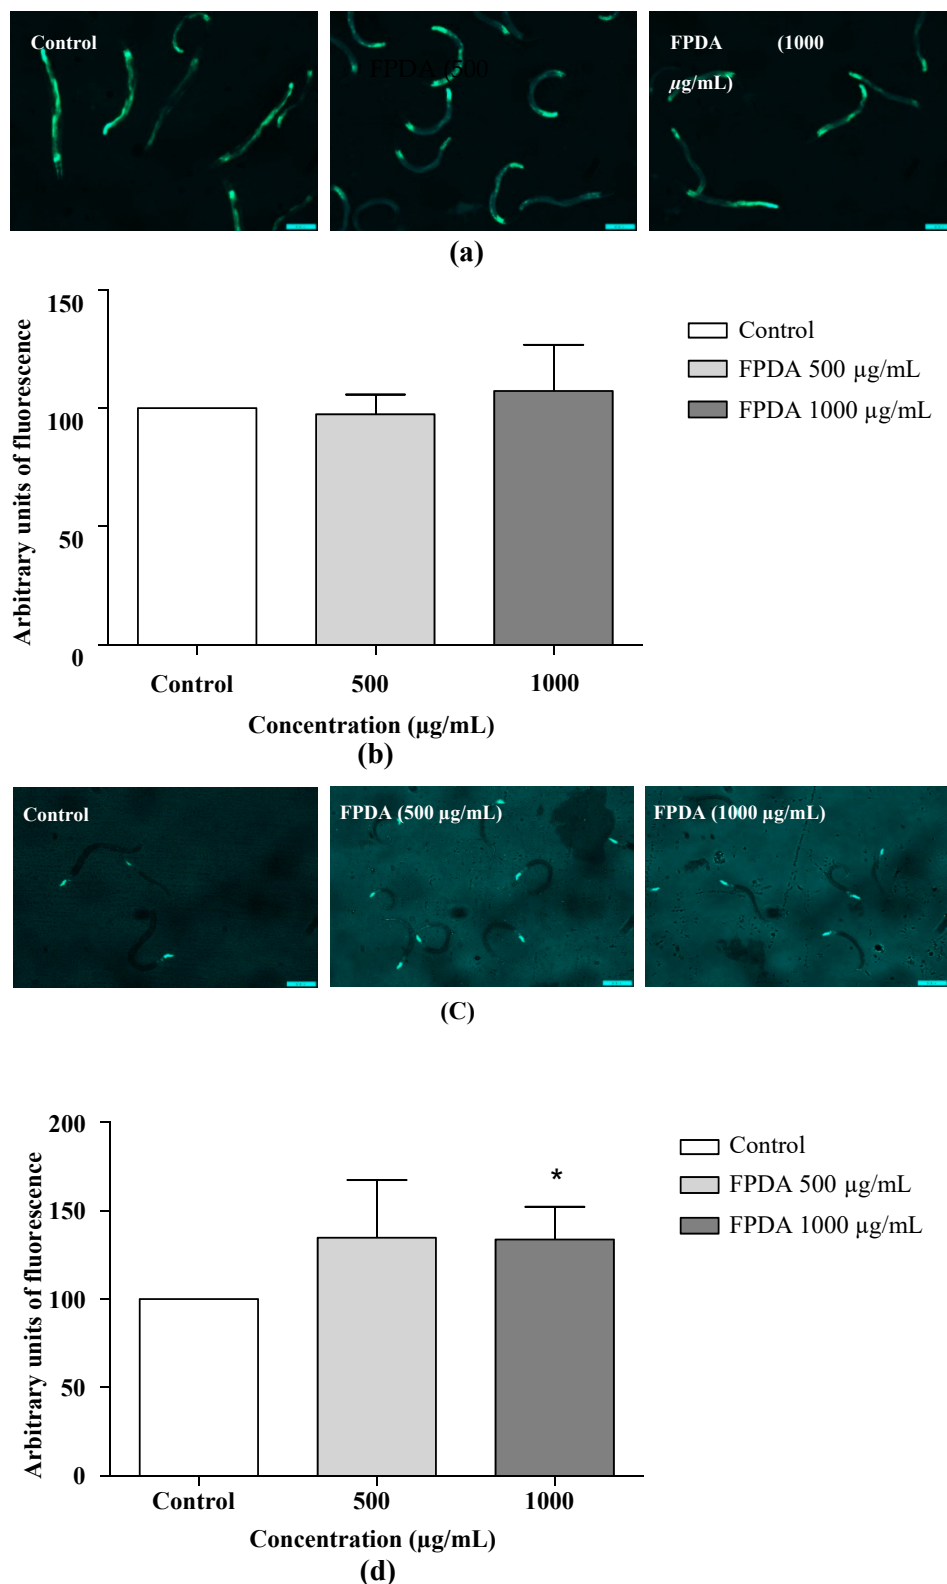 Control
FPDA (500
FPDA (1000
µg/mL)
(a)
150
100
50
0
Arbitrary units of fluorescence
Control
500
1000
Concentration (µg/mL)
Control
FPDA 500 µg/mL
FPDA 1000 µg/mL
(b)
Control
FPDA (500 µg/mL)
FPDA (1000 µg/mL)
(C)
200
150
100
50
0
Arbitrary units of fluorescence
*
Control
500
1000
Concentration (µg/mL)
Control
FPDA 500 µg/mL
FPDA 1000 µg/mL
(d)